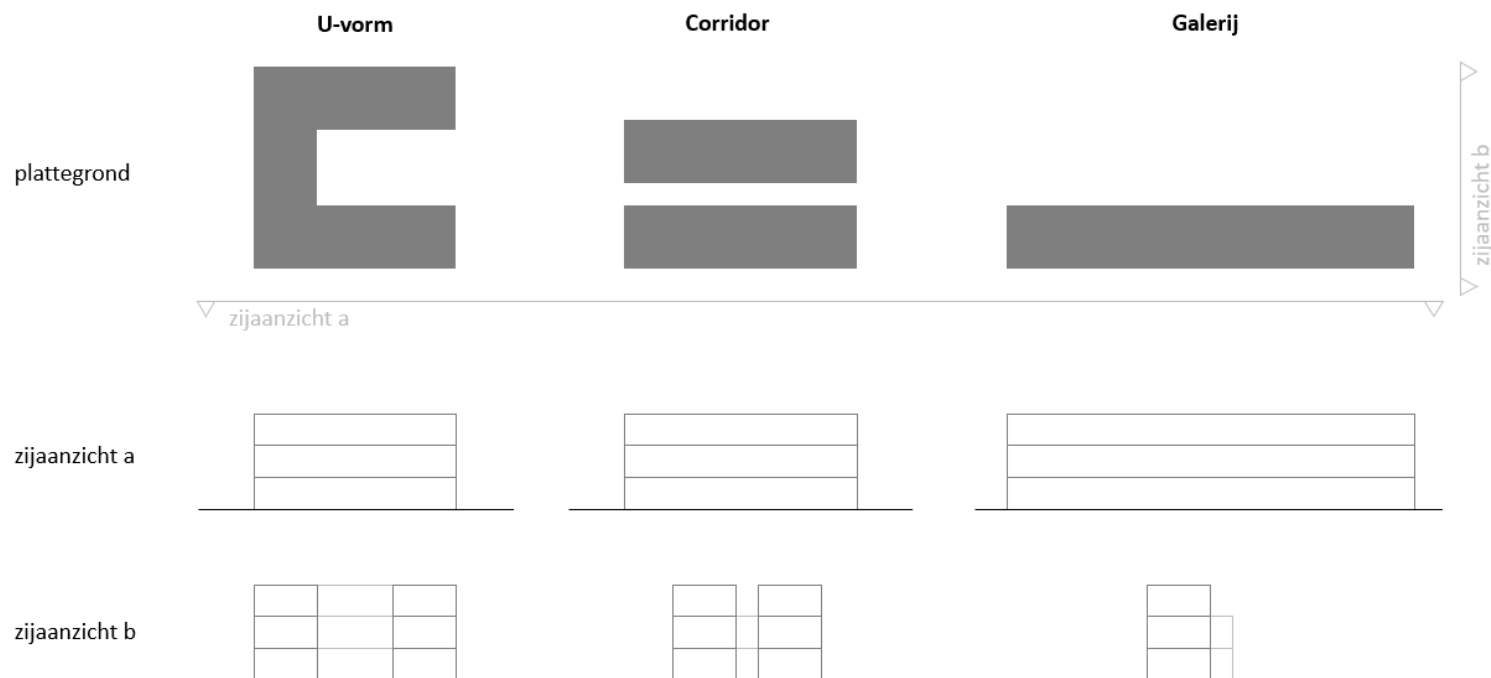 U-vorm
Corridor
Galerij
plattegrond
zijaanzicht b
zijaanzicht a
zijaanzicht a
zijaanzicht b